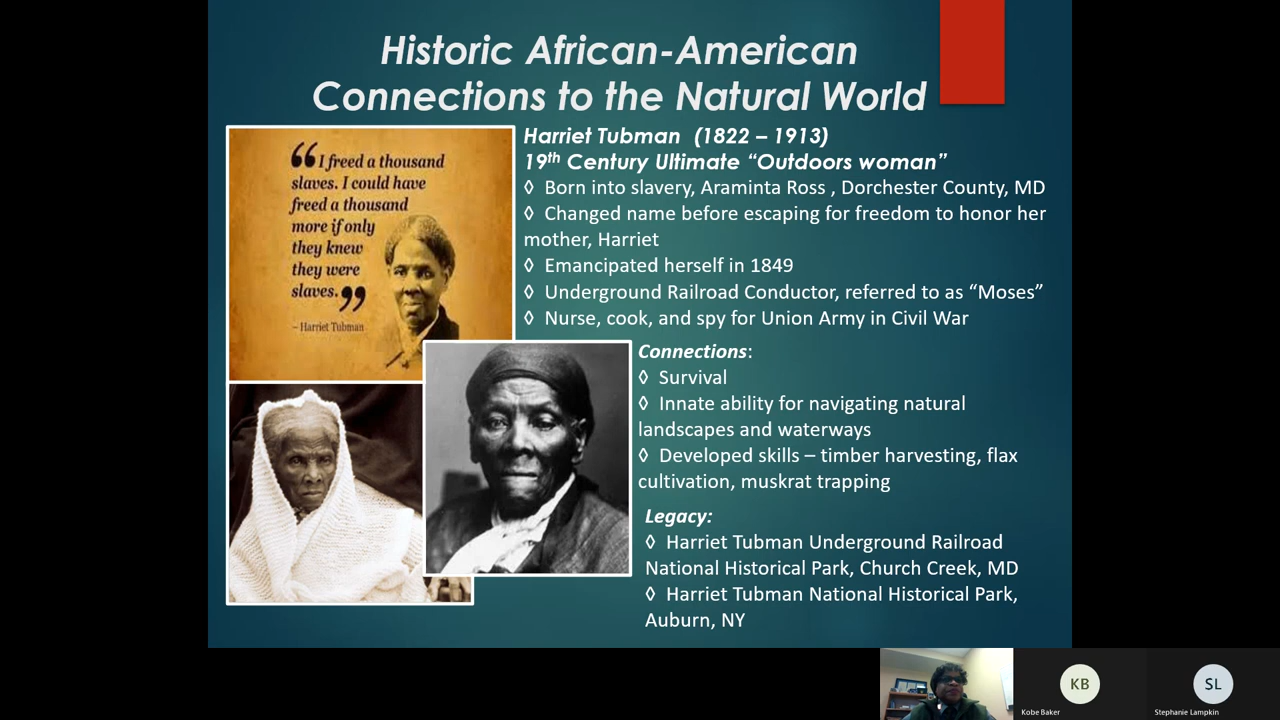 Historic African-American
Connections to the Natural World
“I freed a thousand
slaves. I could have
freed a thousand
more if only
they knew
they were
slaves.”
~ Harriet Tubman
Harriet Tubman (1822 – 1913)
19th Century Ultimate “Outdoors woman”
◊ Born into slavery, Araminta Ross , Dorchester County, MD
◊ Changed name before escaping for freedom to honor her
mother, Harriet
◊ Emancipated herself in 1849
◊ Underground Railroad Conductor, referred to as “Moses”
◊ Nurse, cook, and spy for Union Army in Civil War
Connections:
◊ Survival
◊ Innate ability for navigating natural
landscapes and waterways
◊ Developed skills – timber harvesting, flax
cultivation, muskrat trapping
Legacy:
◊ Harriet Tubman Underground Railroad
National Historical Park, Church Creek, MD
◊ Harriet Tubman National Historical Park,
Auburn, NY
KB
Kobe Baker
SL
Stephanie Lampkin